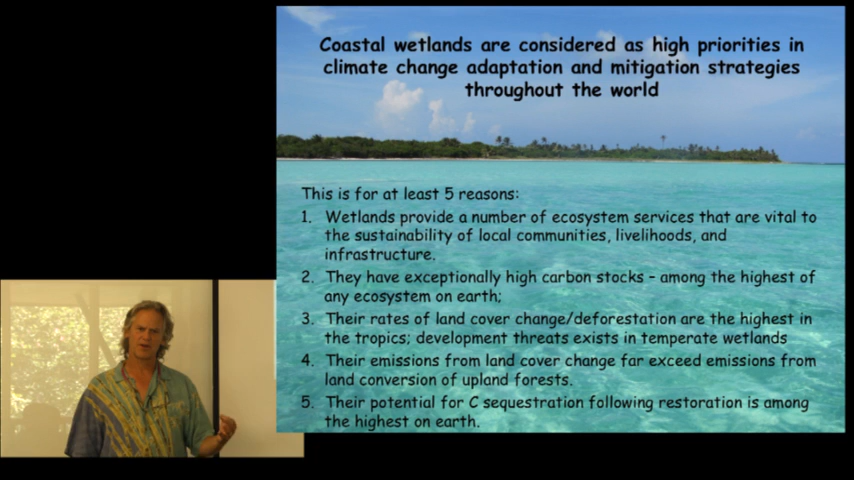 Coastal wetlands are considered as high priorities in
climate change adaptation and mitigation strategies
throughout the world
This is for at least 5 reasons:
1. Wetlands provide a number of ecosystem services that are vital to
the sustainability of local communities, livelihoods, and
infrastructure.
2. They have exceptionally high carbon stocks – among the highest of
any ecosystem on earth;
3. Their rates of land cover change/deforestation are the highest in
the tropics; development threats exists in temperate wetlands
4. Their emissions from land cover change far exceed emissions from
land conversion of upland forests.
5. Their potential for C sequestration following restoration is among
the highest on earth.